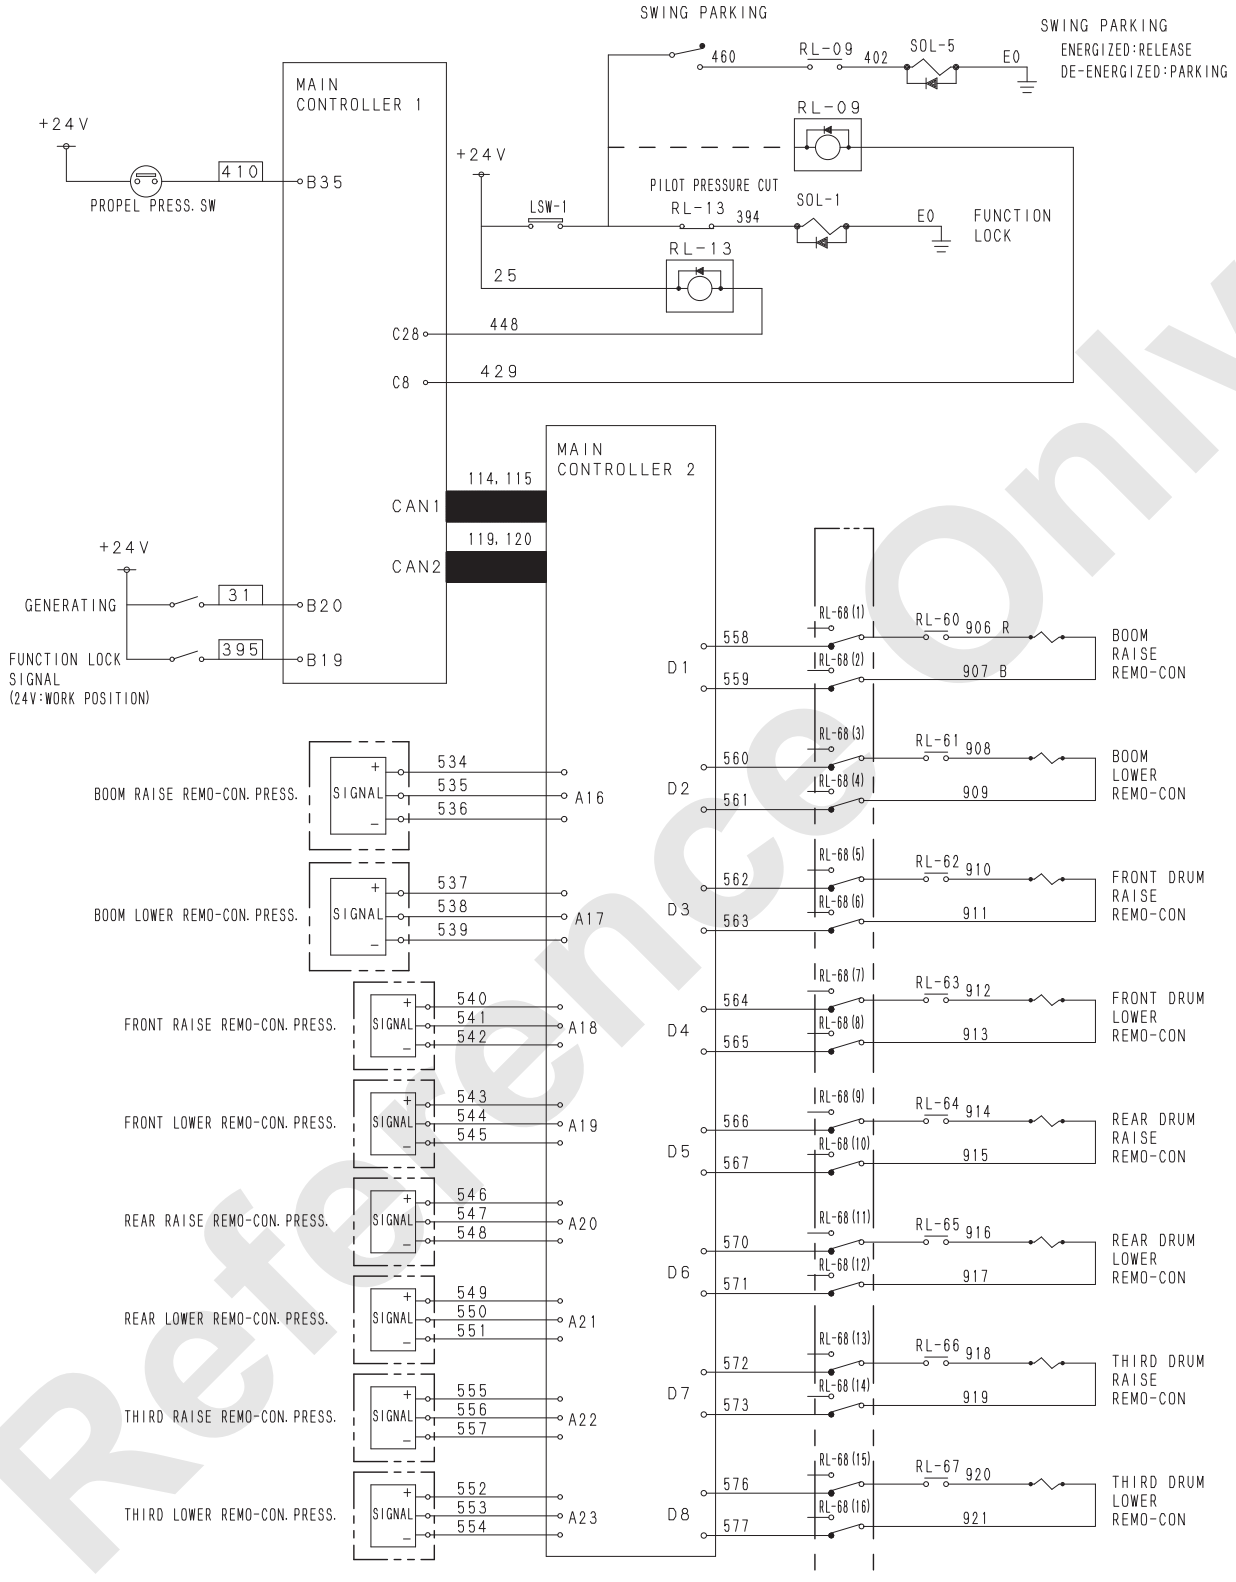 SWING PARKING
SWING PARKING
ENERGIZED:RELEASE
DE-ENERGIZED:PARKING
460
RL-09
402
SOL-5
E0
MAIN
CONTROLLER 1
+24V
410
B35
PROPEL PRESS. SW
RL-09
+24V
PILOT PRESSURE CUT
LSW-1
RL-13
394
SOL-1
E0
FUNCTION
LOCK
RL-13
25
C28
448
C8
429
MAIN
CONTROLLER 2
114, 115
CAN1
119, 120
CAN2
+24V
GENERATING
31
B20
FUNCTION LOCK
SIGNAL
(24V:WORK POSITION)
395
B19
D1
558
559
RL-68(1)
RL-68(2)
RL-60
906 R
907 B
BOOM
RAISE
REMO-CON
D2
560
561
RL-68(3)
RL-68(4)
RL-61
908
909
BOOM
LOWER
REMO-CON
D3
562
563
RL-68(5)
RL-68(6)
RL-62
910
911
FRONT DRUM
RAISE
REMO-CON
D4
564
565
RL-68(7)
RL-68(8)
RL-63
912
913
FRONT DRUM
LOWER
REMO-CON
D5
566
567
RL-68(9)
RL-68(10)
RL-64
914
915
REAR DRUM
RAISE
REMO-CON
D6
570
571
RL-68(11)
RL-68(12)
RL-65
916
917
REAR DRUM
LOWER
REMO-CON
D7
572
573
RL-68(13)
RL-68(14)
RL-66
918
919
THIRD DRUM
RAISE
REMO-CON
D8
576
577
RL-68(15)
RL-68(16)
RL-67
920
921
THIRD DRUM
LOWER
REMO-CON
BOOM RAISE REMO-CON. PRESS.
+
SIGNAL
−
534
535
536
A16
BOOM LOWER REMO-CON. PRESS.
+
SIGNAL
−
537
538
539
A17
FRONT RAISE REMO-CON. PRESS.
+
SIGNAL
−
540
541
542
A18
FRONT LOWER REMO-CON. PRESS.
+
SIGNAL
−
543
544
545
A19
REAR RAISE REMO-CON. PRESS.
+
SIGNAL
−
546
547
548
A20
REAR LOWER REMO-CON. PRESS.
+
SIGNAL
−
549
550
551
A21
THIRD RAISE REMO-CON. PRESS.
+
SIGNAL
−
555
556
557
A22
THIRD LOWER REMO-CON. PRESS.
+
SIGNAL
−
552
553
554
A23
Reference Only